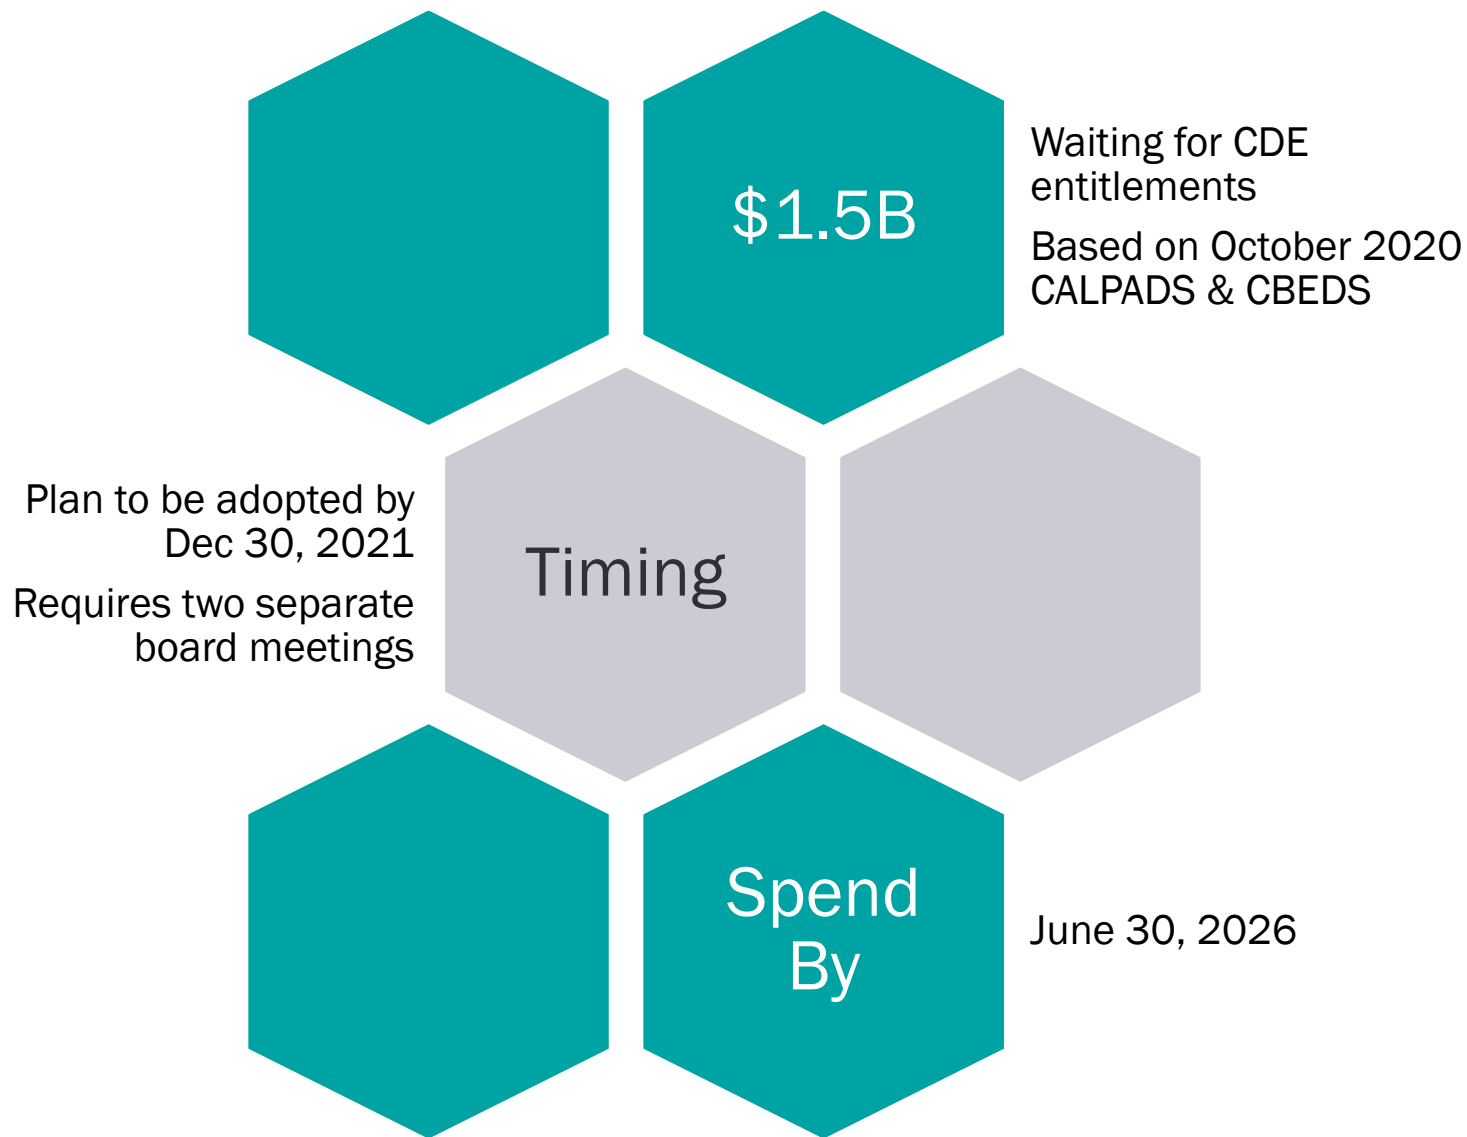 $1.5B
Waiting for CDE
entitlements
Based on October 2020
CALPADS & CBEDS
Plan to be adopted by
Dec 30, 2021
Requires two separate
board meetings
Timing
Spend
By
June 30, 2026